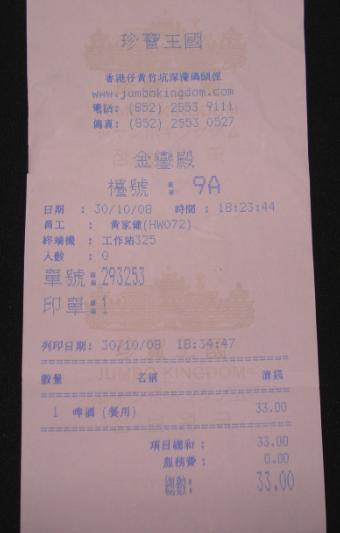 珍寶王國
香港仔黃竹坑深灣碼頭徑
www.jumbokingdom.com
電話: (852) 2553 9111
傳真: (852) 2553 0527
金鑾殿
檯號 : 9A
日期 : 30/10/08 時間 : 18:23:44
員工 : 黃家健(HW072)
終端機 : 工作站325
人數 : 0
單號:293253
印單:1
列印日期: 30/10/08 18:34:47
JUMBO KINGDOM
數量 名稱 價錢
1 啤酒 (餐用) 33.00
項目總和 : 33.00
服務費 : 0.00
總數: 33.00